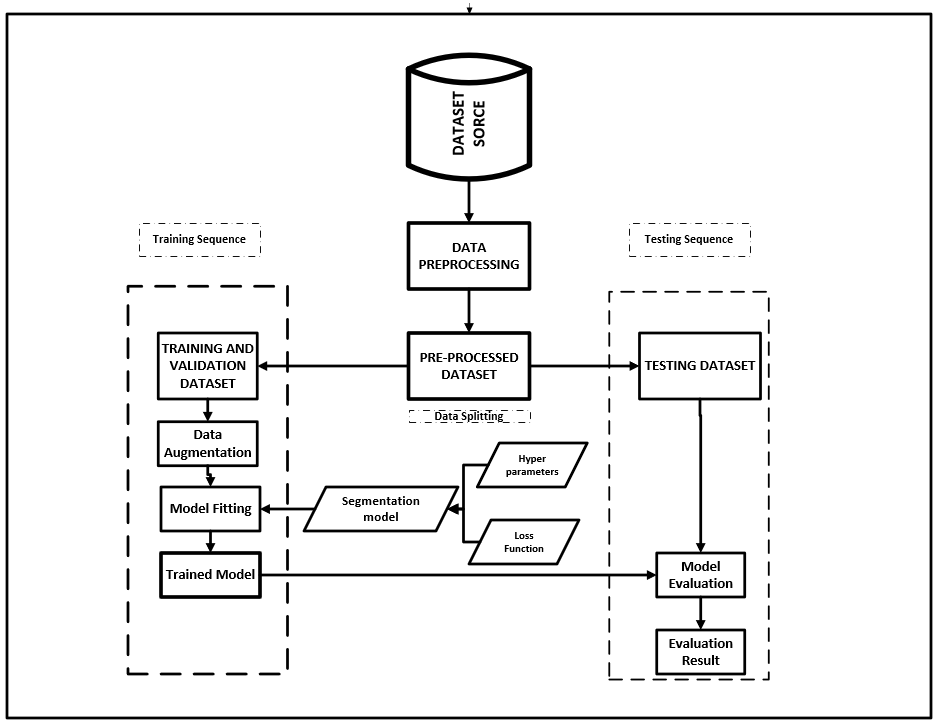 DATASET
SORCE
DATA
PREPROCESSING
Training Sequence
Testing Sequence
PRE-PROCESSED
DATASET
Data Splitting
TRAINING AND
VALIDATION
DATASET
TESTING DATASET
Data
Augmentation
Hyper
parameters
Model Fitting
Segmentation
model
Loss
Function
Trained Model
Model
Evaluation
Evaluation
Result